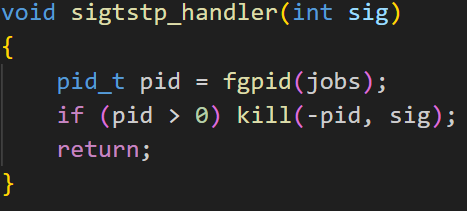 void sigtstp_handler(int sig)
{
    pid_t pid = fgpid(jobs);
    if (pid > 0) kill(-pid, sig);
    return;
}